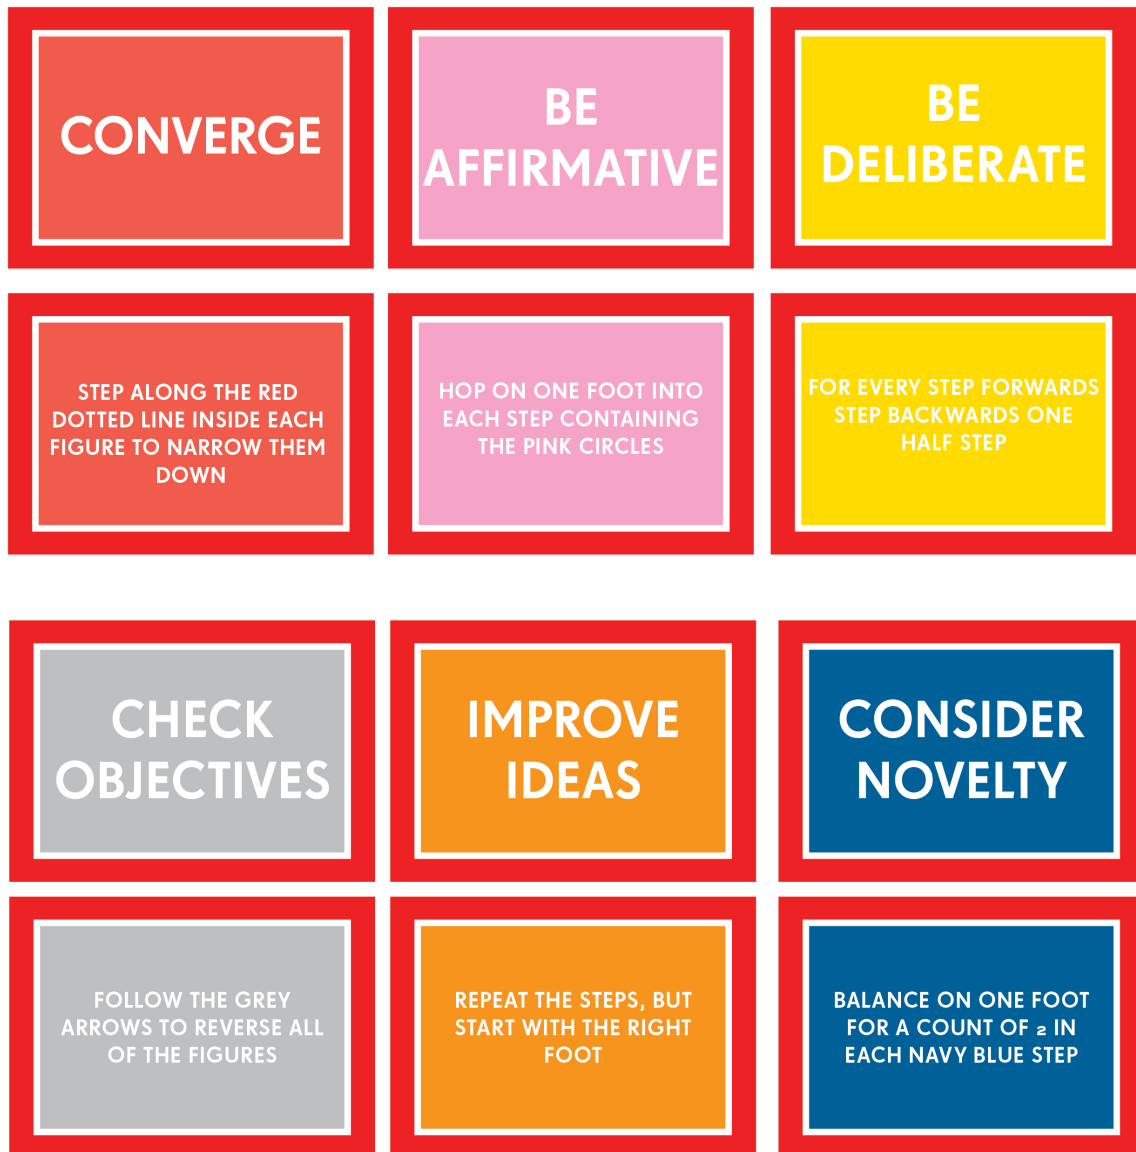 CONVERGE
BE
AFFIRMATIVE
BE
DELIBERATE
STEP ALONG THE RED
DOTTED LINE INSIDE EACH
FIGURE TO NARROW THEM
DOWN
HOP ON ONE FOOT INTO
EACH STEP CONTAINING
THE PINK CIRCLES
FOR EVERY STEP FORWARDS
STEP BACKWARDS ONE
HALF STEP
CHECK
OBJECTIVES
IMPROVE
IDEAS
CONSIDER
NOVELTY
FOLLOW THE GREY
ARROWS TO REVERSE ALL
OF THE FIGURES
REPEAT THE STEPS, BUT
START WITH THE RIGHT
FOOT
BALANCE ON ONE FOOT
FOR A COUNT OF 2 IN
EACH NAVY BLUE STEP